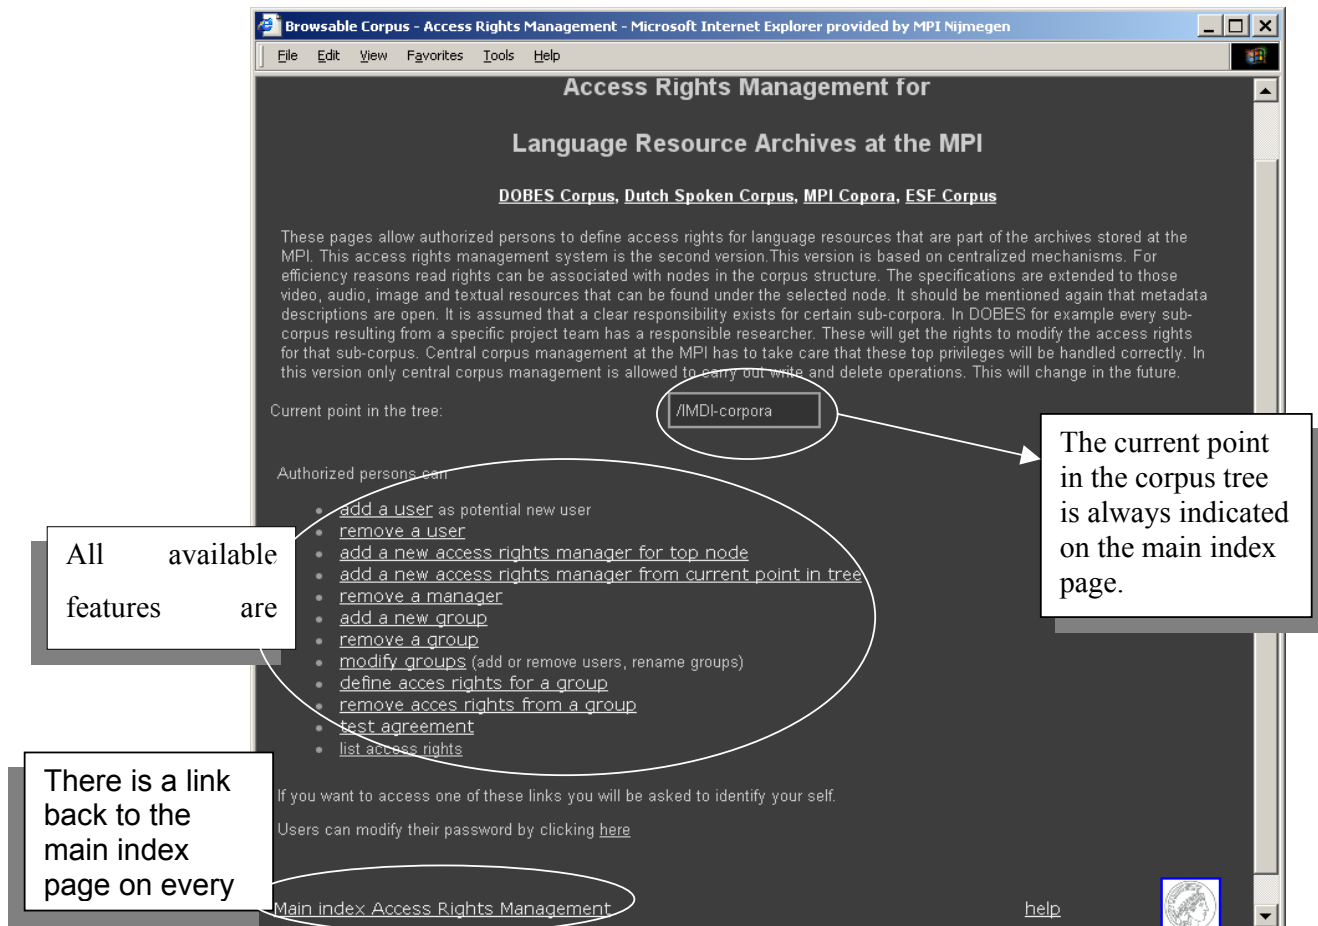 Browsable Corpus - Access Rights Management - Microsoft Internet Explorer provided by MPI Nijmegen
File Edit View Favorites Tools Help
Access Rights Management for
Language Resource Archives at the MPI
DOBES Corpus, Dutch Spoken Corpus, MPI Copora, ESF Corpus
These pages allow authorized persons to define access rights for language resources that are part of the archives stored at the
MPI. This access rights management system is the second version.This version is based on centralized mechanisms. For
efficiency reasons read rights can be associated with nodes in the corpus structure. The specifications are extended to those
video, audio, image and textual resources that can be found under the selected node. It should be mentioned again that metadata
descriptions are open. It is assumed that a clear responsibility exists for certain sub-corpora. In DOBES for example every sub-
corpus resulting from a specific project team has a responsible researcher. These will get the rights to modify the access rights
for that sub-corpus. Central corpus management at the MPI has to take care that these top privileges will be handled correctly. In
this version only central corpus management is allowed to carry out write and delete operations. This will change in the future.
Current point in the tree:
/IMDI-corpora
The current point
in the corpus tree
is always indicated
on the main index
page.
Authorized persons can
add a user as potential new user
remove a user
add a new access rights manager for top node
add a new access rights manager from current point in tree
remove a manager
add a new group
remove a group
modify groups (add or remove users, rename groups)
define acces rights for a group
remove acces rights from a group
test agreement
list access rights
All available
features are
There is a link
back to the
main index
page on every
If you want to access one of these links you will be asked to identify your self.
Users can modify their password by clicking here
Main index Access Rights Management
help